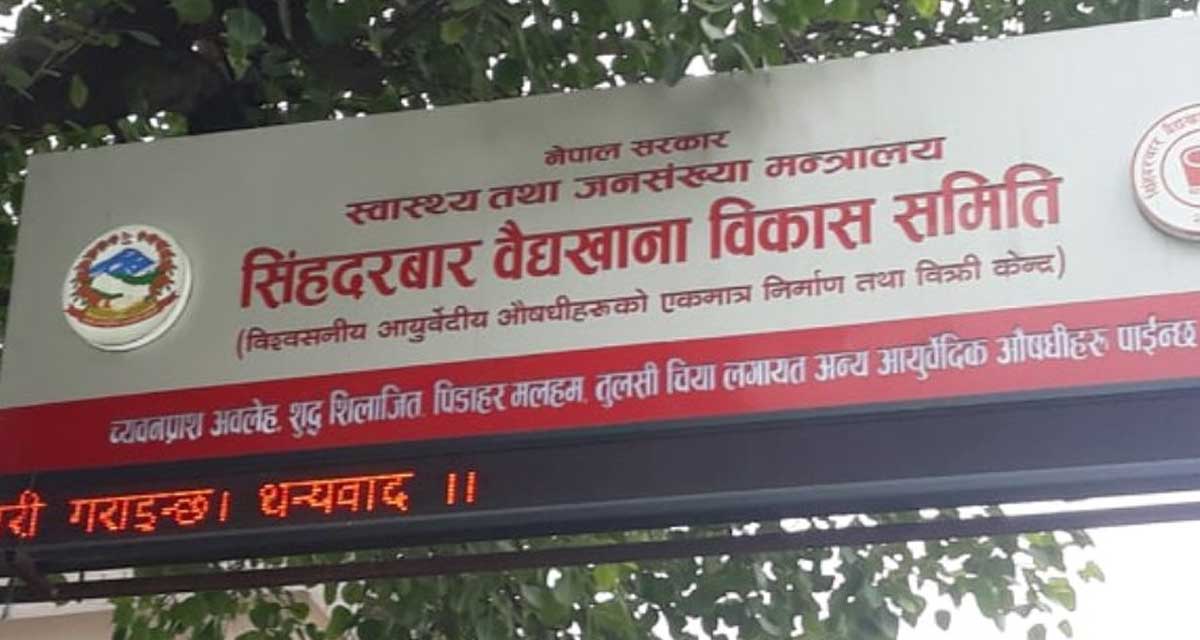 नेपाल सरकार
स्वास्थ्य तथा जनसंख्या मन्त्रालय
सिंहदरबार वैद्यखाना विकास समिति
(विश्वसनीय आयुर्वेदीय औषधीहरूको एकमात्र निर्माण तथा विक्री केन्द्र)
च्यवनप्राश अवलेह, शुद्ध शिलाजित, पिडाहर मलहम, तुलसी चिया लगायत अन्य आयुर्वेदिक औषधीहरू पाईन्छ
गराइन्छ। धन्यवाद ।।